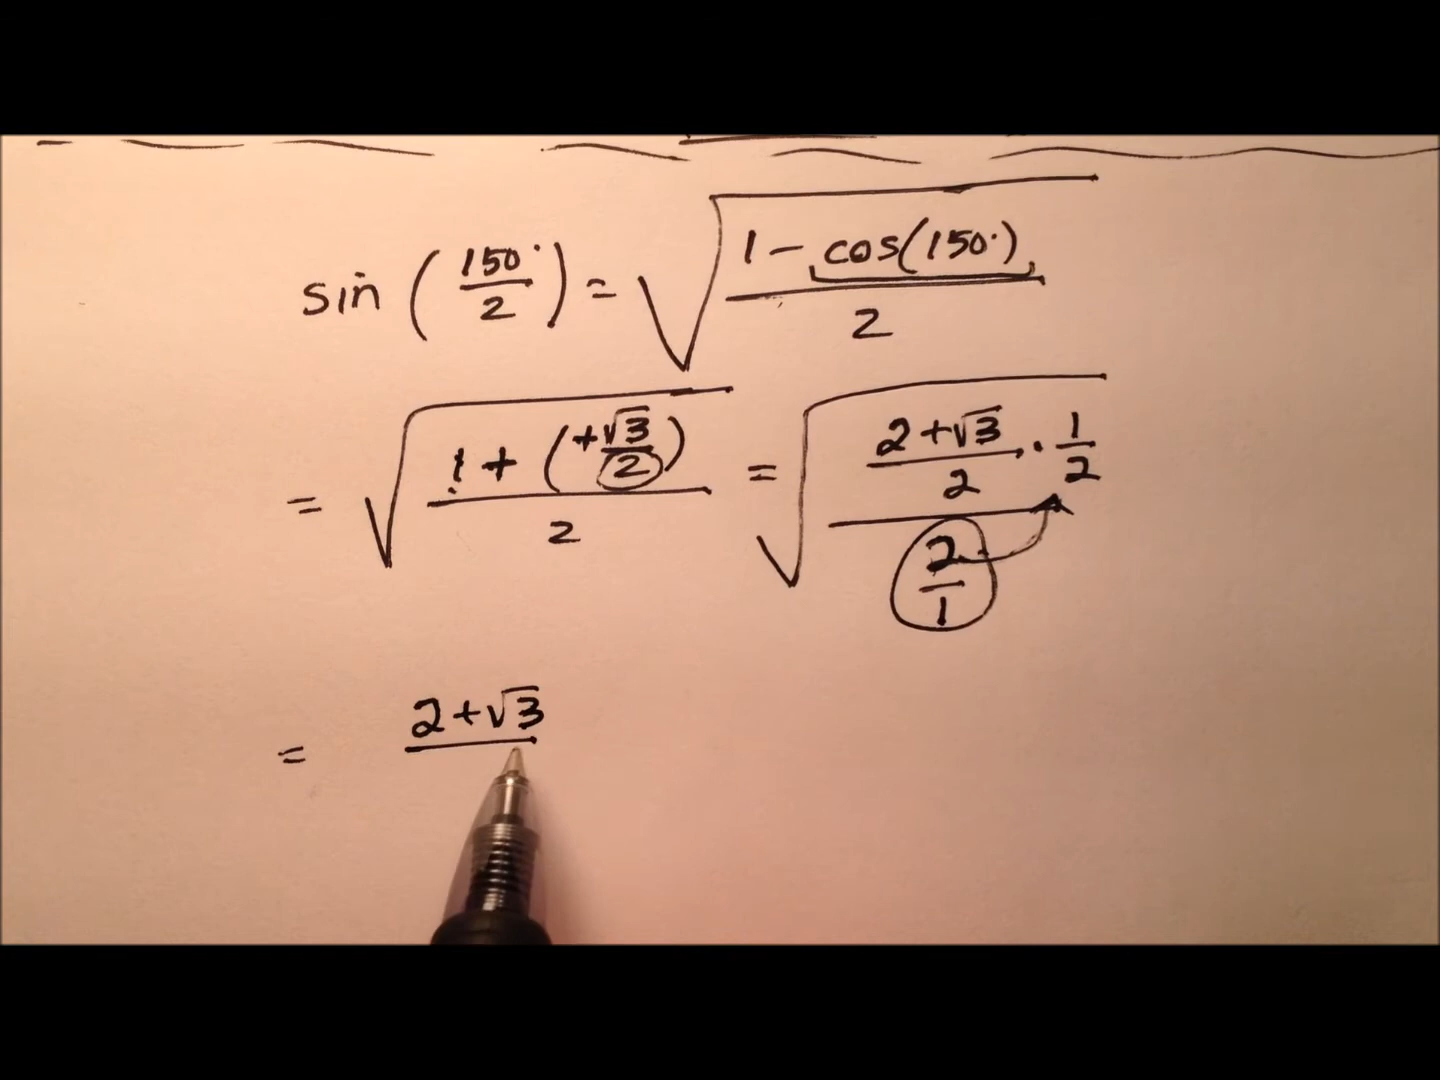 sin (150°/2) = √((1 - cos(150°))/2)
= √((1 + (+√3/2))/2) = √(((2+√3)/2 · 1/2)/(2/1))
= (2+√3)/